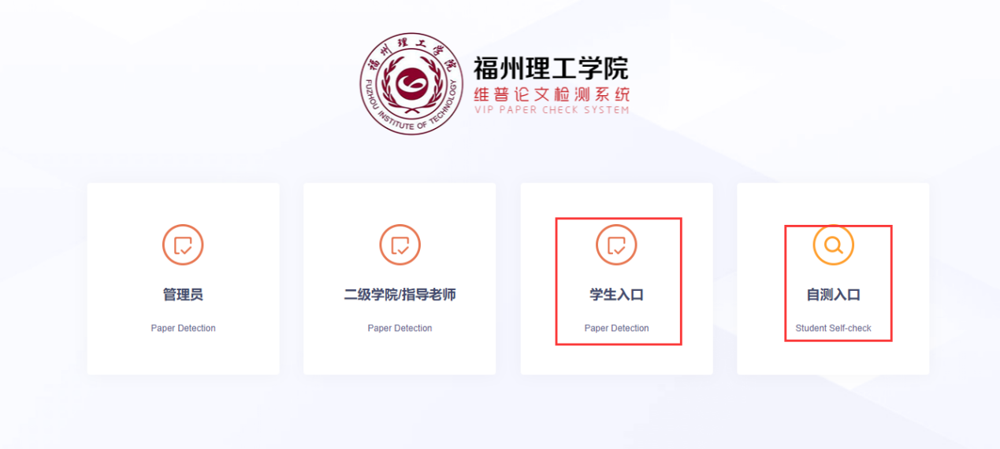 福州理工学院
FUZHOU INSTITUTE OF TECHNOLOGY
福州理工学院
维普论文检测系统
VIP PAPER CHECK SYSTEM
管理员
Paper Detection
二级学院/指导老师
Paper Detection
学生入口
Paper Detection
自测入口
Student Self-check